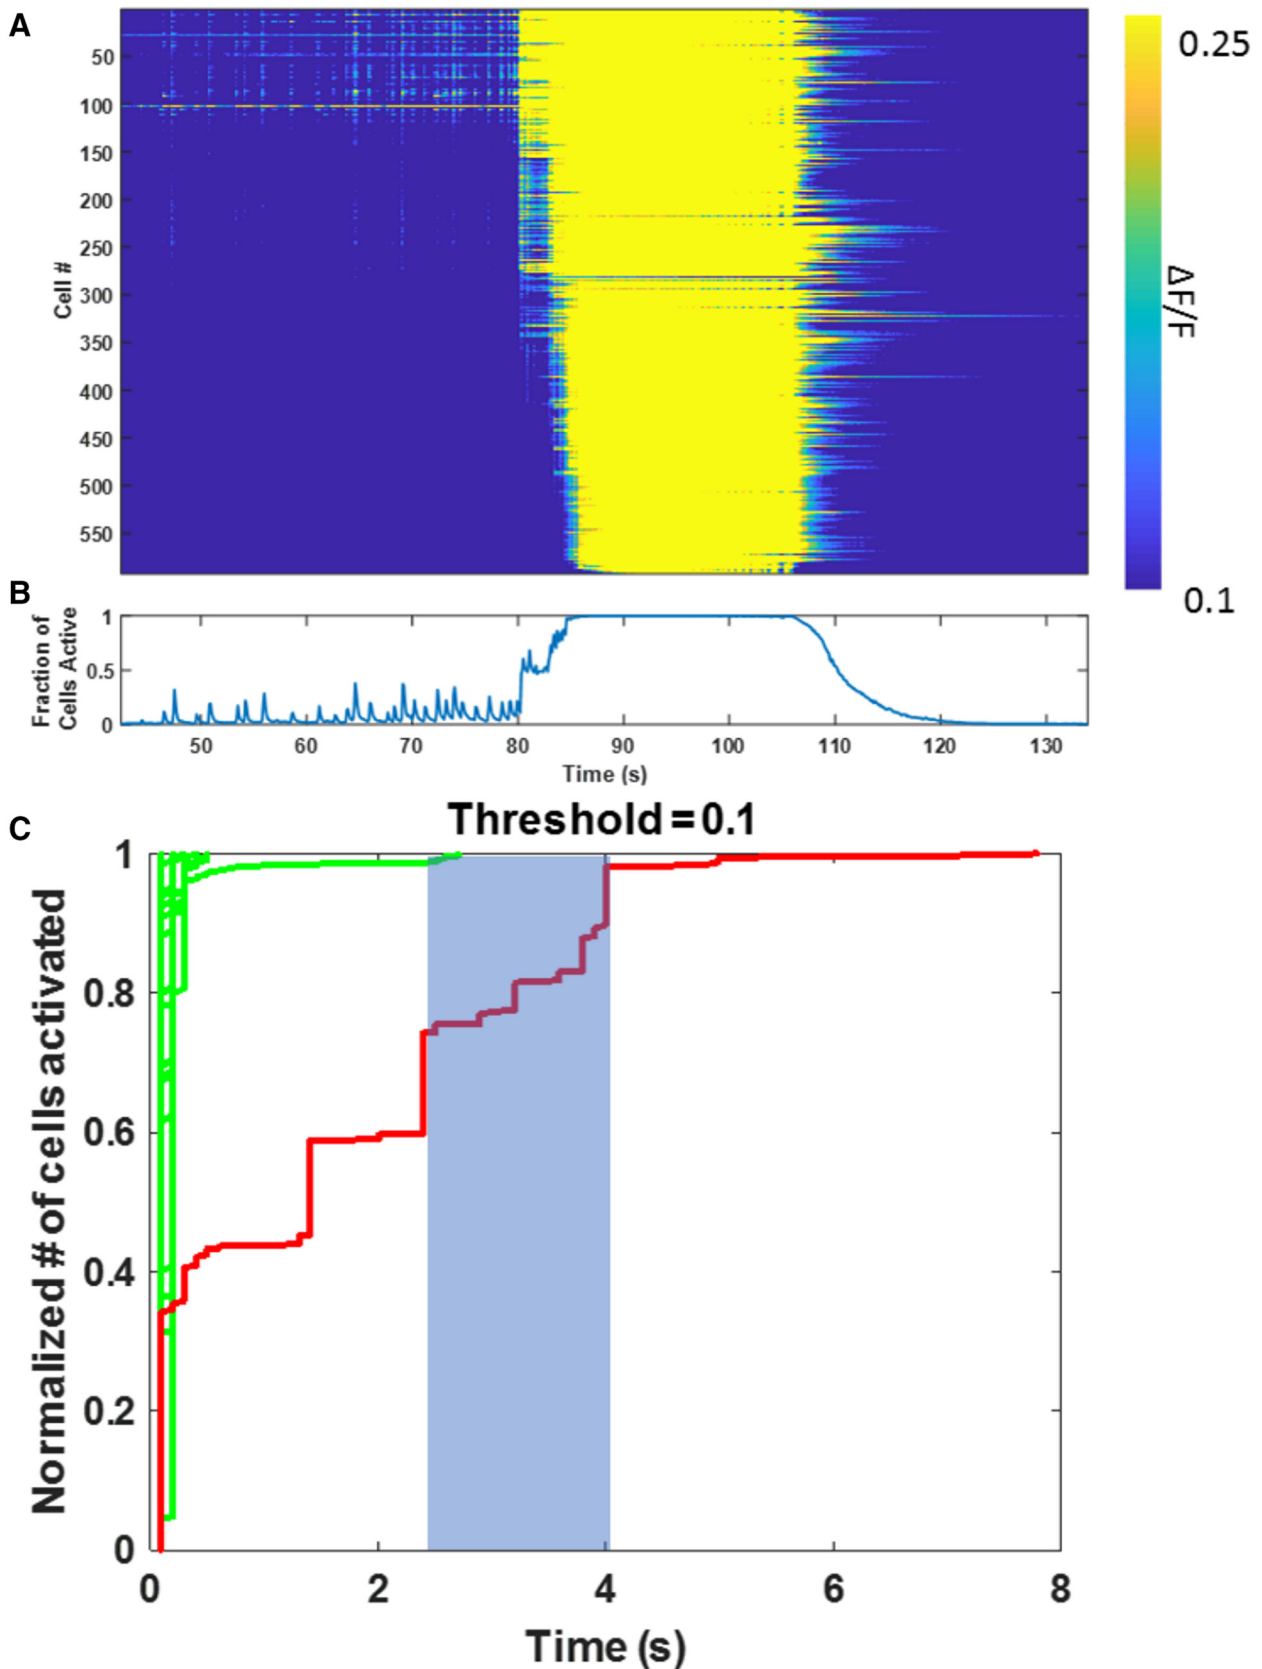 A
50
100
150
200
250
300
350
400
450
500
550
Cell #
0.25
ΔF/F
0.1
B
Fraction of
Cells Active
1
0.5
0
50 60 70 80 90 100 110 120 130
Time (s)
C
Threshold = 0.1
Normalized # of cells activated
1
0.8
0.6
0.4
0.2
0
0 2 4 6 8
Time (s)